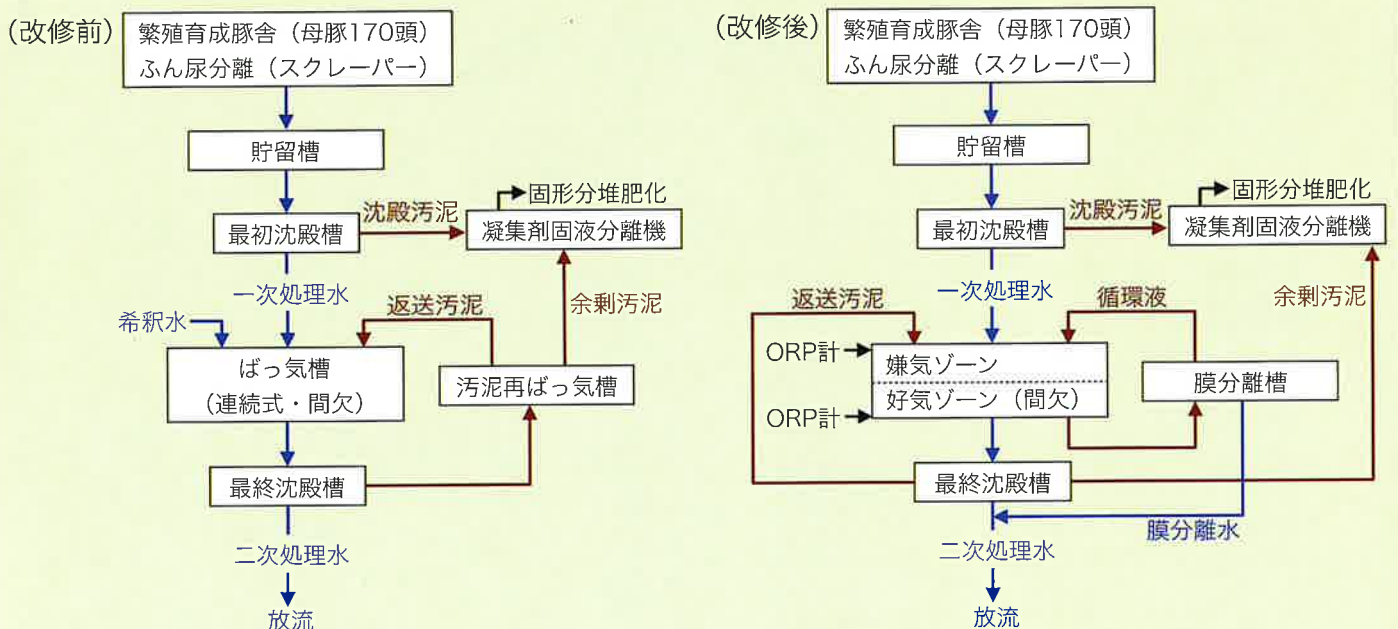 (改修前)
繁殖育成豚舎(母豚170頭)
ふん尿分離(スクレーパー)
貯留槽
固形分堆肥化
沈殿汚泥
最初沈殿槽
凝集剤固液分離機
一次処理水
返送汚泥
余剰汚泥
希釈水
ばっ気槽
(連続式・間欠)
汚泥再ばっ気槽
最終沈殿槽
二次処理水
放流
(改修後)
繁殖育成豚舎(母豚170頭)
ふん尿分離(スクレーパー)
貯留槽
固形分堆肥化
沈殿汚泥
最初沈殿槽
凝集剤固液分離機
一次処理水
返送汚泥
循環液
余剰汚泥
ORP計
嫌気ゾーン
膜分離槽
好気ゾーン(間欠)
ORP計
最終沈殿槽
膜分離水
二次処理水
放流